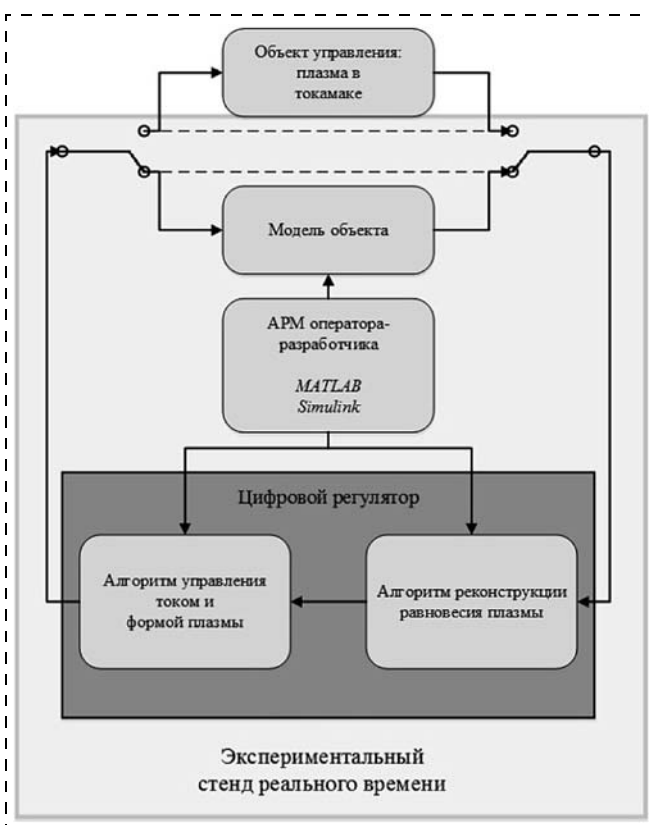 Объект управления:
плазма в
токамаке
Модель объекта
АРМ оператора-
разработчика
MATLAB
Simulink
Цифровой регулятор
Алгоритм управления
током и
формой плазмы
Алгоритм реконструкции
равновесия плазмы
Экспериментальный
стенд реального времени